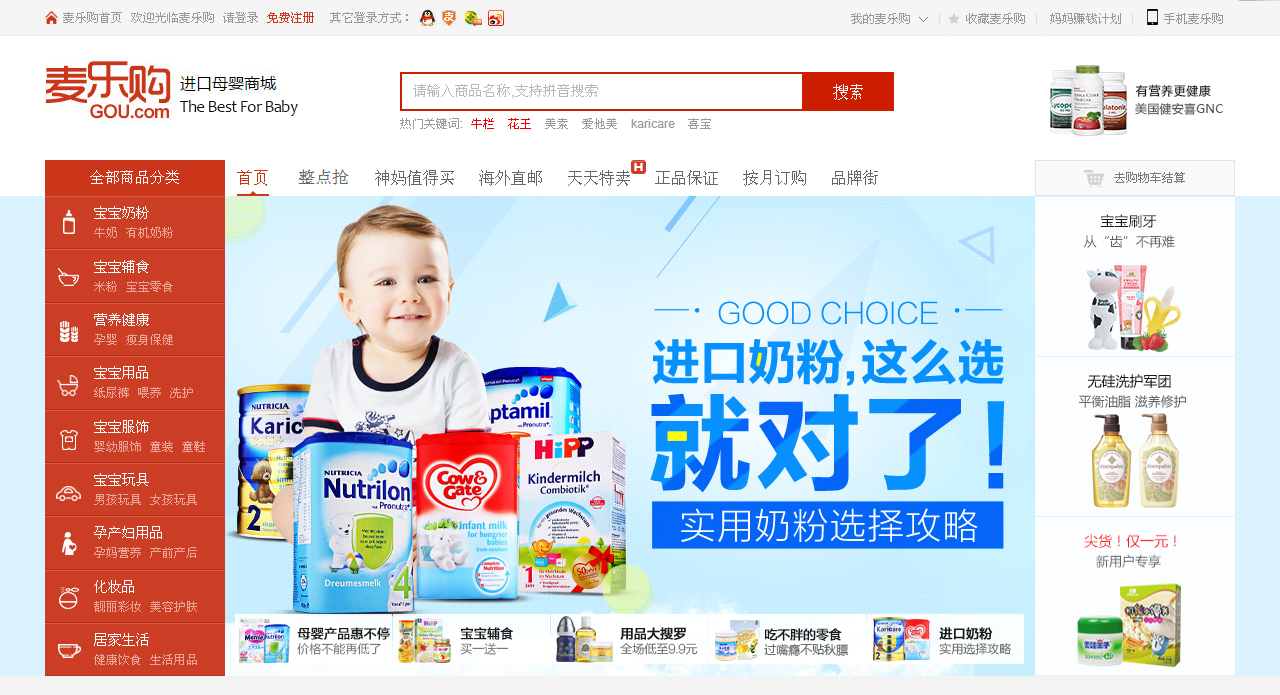 麦乐购首页 欢迎光临麦乐购 请登录 免费注册 其它登录方式：
我的麦乐购 收藏麦乐购 妈妈赚钱计划 手机麦乐购
麦乐购
GOU.com
进口母婴商城
The Best For Baby
请输入商品名称,支持拼音搜索
搜索
热门关键词: 牛栏 花王 美素 爱他美 karicare 喜宝
有营养更健康
美国健安喜GNC
全部商品分类
首页 整点抢 神妈值得买 海外直邮 天天特卖 H 正品保证 按月订购 品牌街
去购物车结算
宝宝奶粉
牛奶 有机奶粉
宝宝辅食
米粉 宝宝零食
营养健康
孕婴 瘦身保健
宝宝用品
纸尿裤 喂养 洗护
宝宝服饰
婴幼服饰 童装 童鞋
宝宝玩具
男孩玩具 女孩玩具
孕产妇用品
孕妈营养 产前产后
化妆品
靓丽彩妆 美容护肤
居家生活
健康饮食 生活用品
GOOD CHOICE
进口奶粉,这么选
就对了!
实用奶粉选择攻略
NUTRICIA
Karic
2
NUTRICIA
Nutrilon
met Pronutra
Dreumesmelk
4
Aptamil
Cow & Gate
infant milk
for hungrier
babies
from newborn
HiPP
Kindermilch
Combiotik
1
母婴产品惠不停
价格不能再低了
宝宝辅食
买一送一
用品大搜罗
全场低至9.9元
吃不胖的零食
过嘴瘾不贴秋膘
进口奶粉
实用选择攻略
宝宝刷牙
从“齿”不再难
无硅洗护军团
平衡油脂 滋养修护
cocopalm
cocopalm
尖货！仅一元！
新用户专享